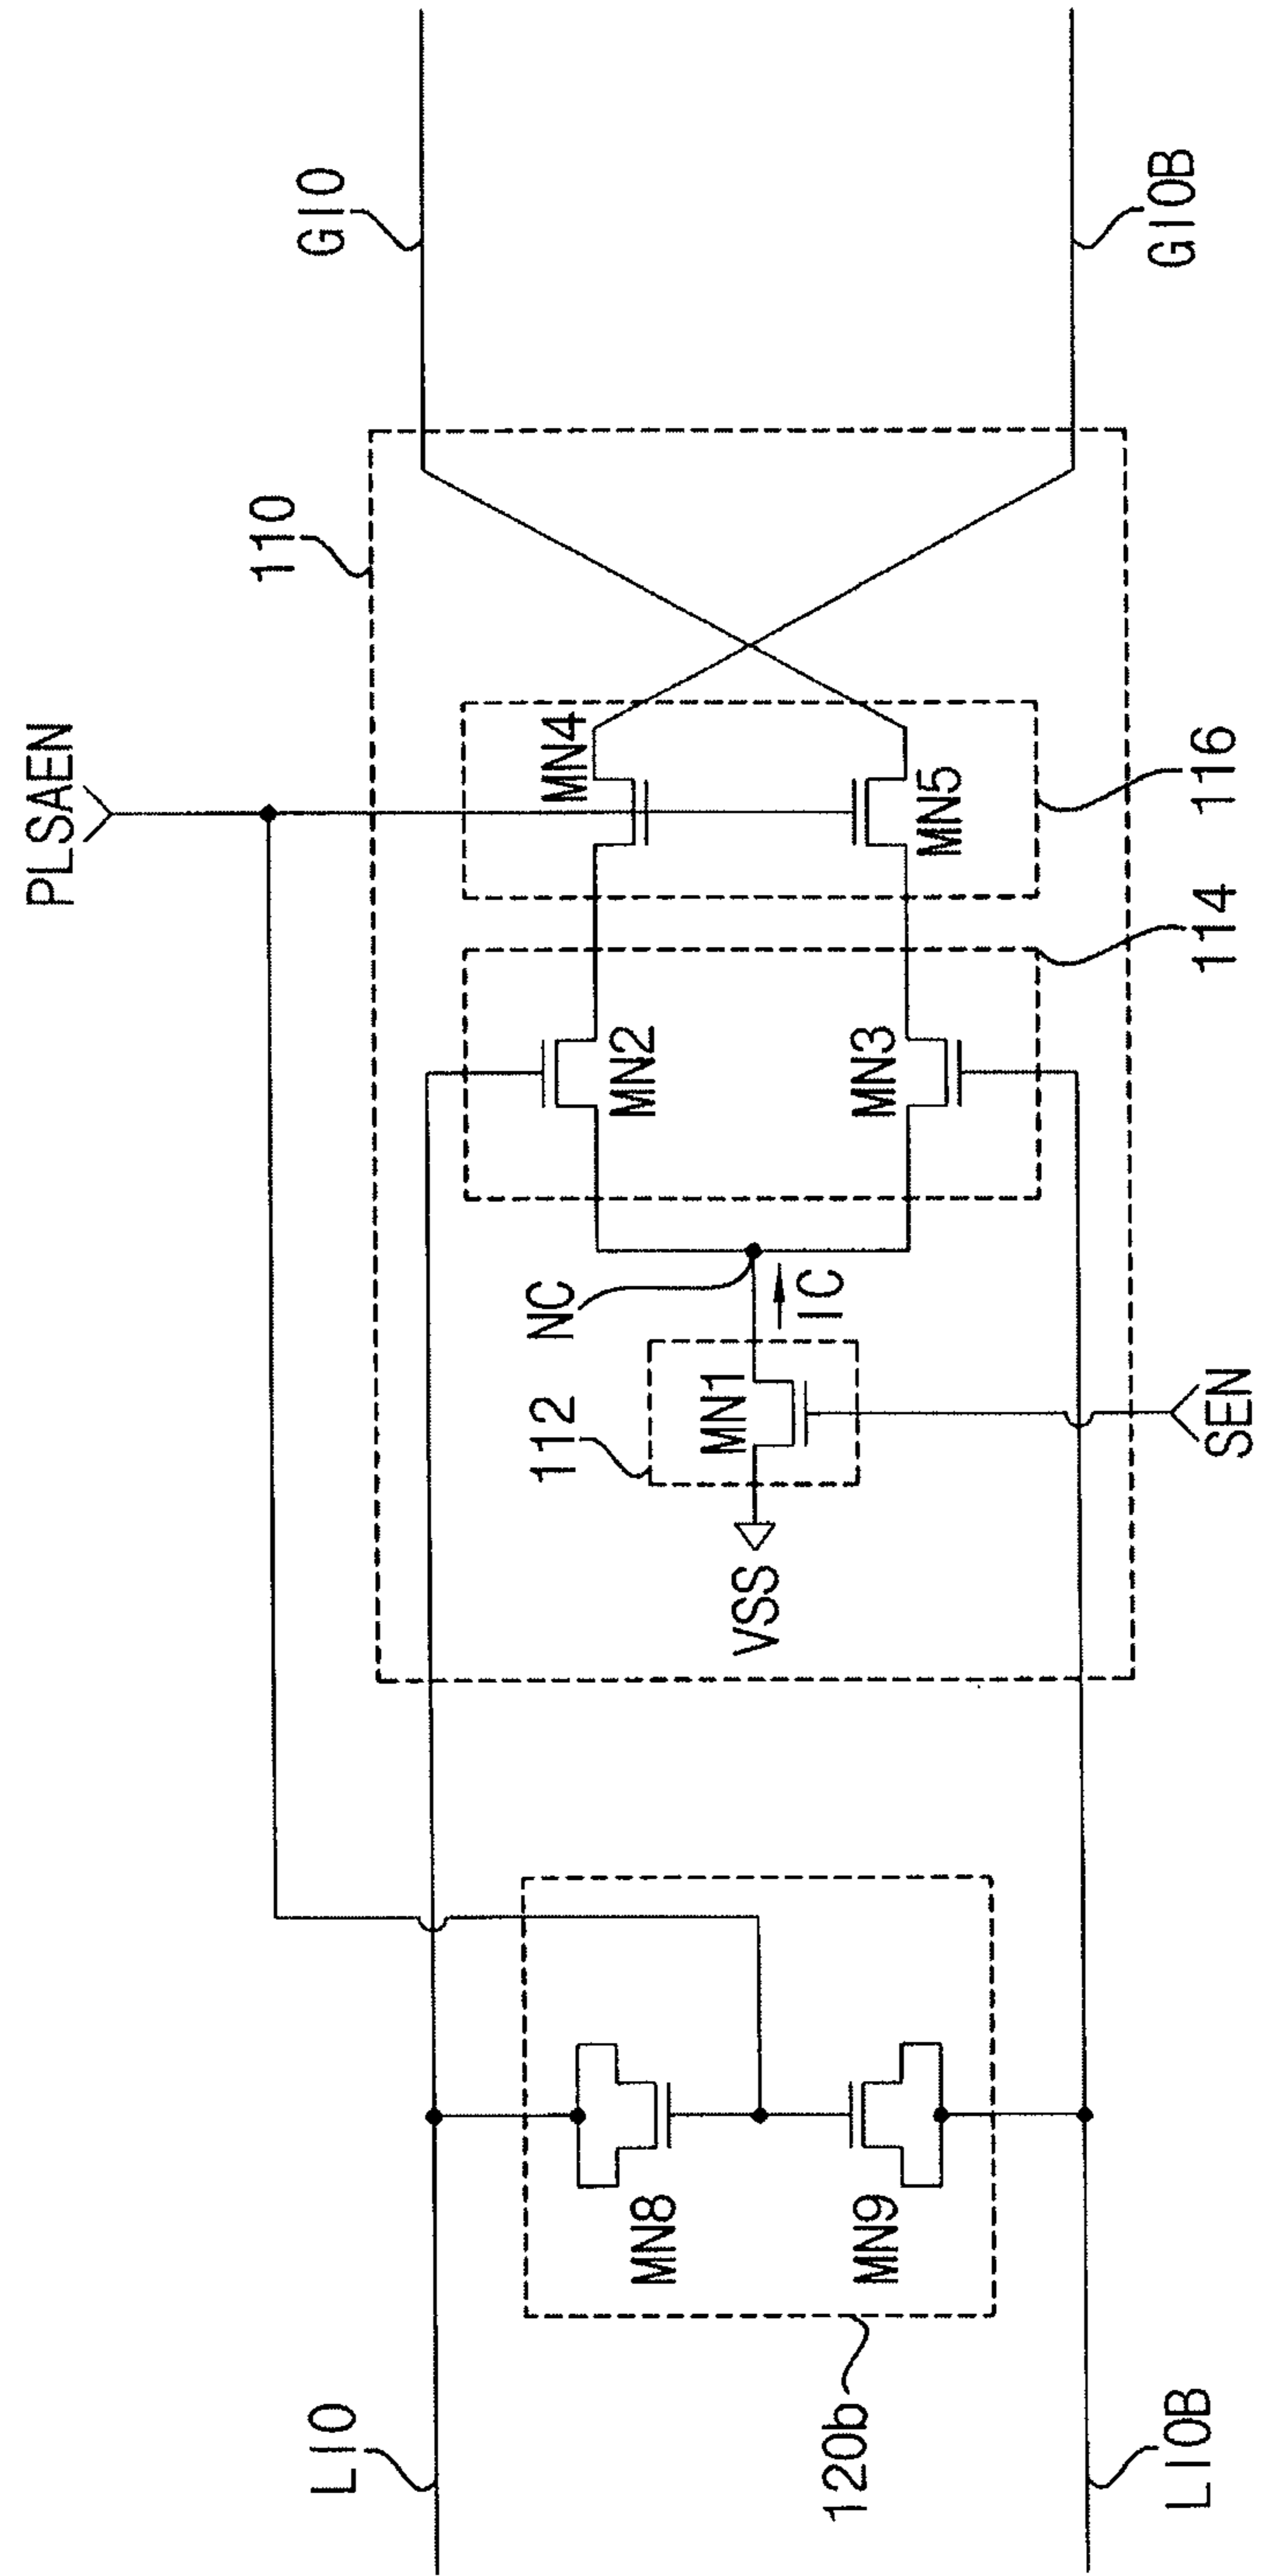 PLSAEN
GIO
110
MN4
MN2
NC
112
MN1
IC
VSS
MN3
MN5
116
114
GIOB
SEN
LIO
MN8
MN9
120b
LIOB